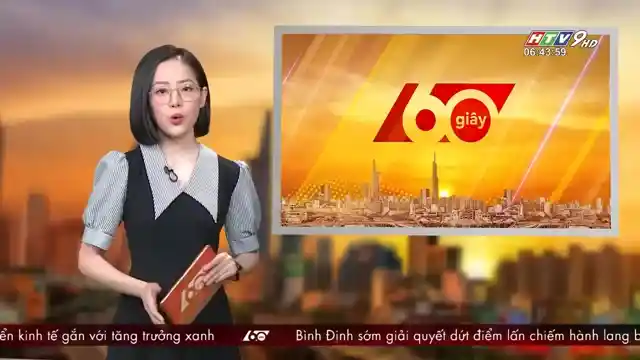 HTV9HD
06:43:59
60
giây
ển kinh tế gắn với tăng trưởng xanh 60 Bình Định sớm giải quyết dứt điểm lấn chiếm hành lang b